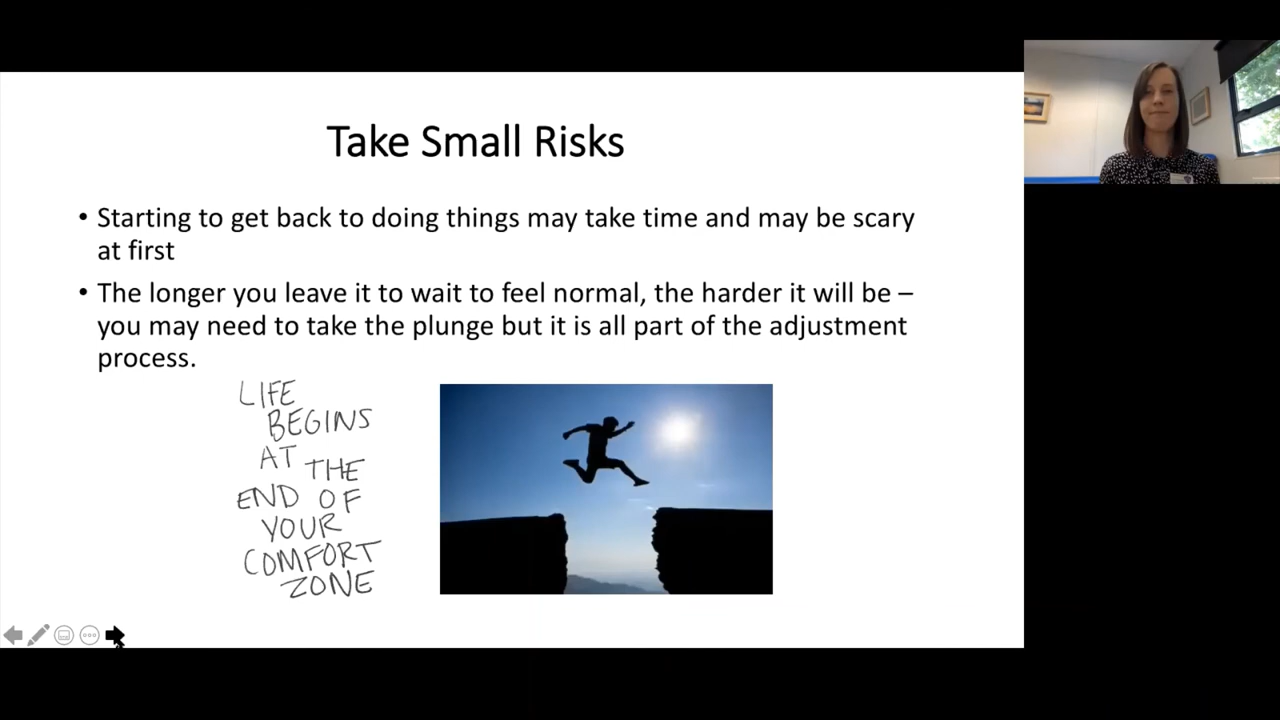 Take Small Risks
• Starting to get back to doing things may take time and may be scary
at first
• The longer you leave it to wait to feel normal, the harder it will be –
you may need to take the plunge but it is all part of the adjustment
process.
LIFE
BEGINS
AT THE
END OF
YOUR
COMFORT
ZONE